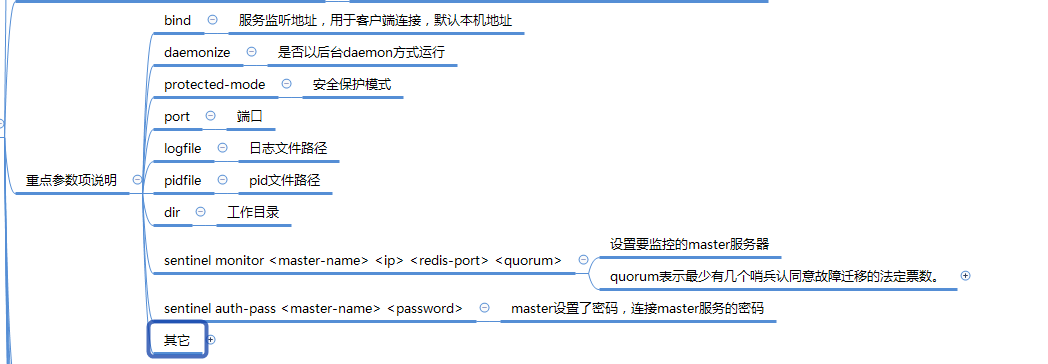 bind 服务监听地址，用于客户端连接，默认本机地址
daemonize 是否以后台daemon方式运行
protected-mode 安全保护模式
port 端口
logfile 日志文件路径
重点参数项说明 pidfile pid文件路径
dir 工作目录
设置要监控的master服务器
sentinel monitor <master-name> <ip> <redis-port> <quorum>
quorum表示最少有几个哨兵认同意故障迁移的法定票数。
sentinel auth-pass <master-name> <password> master设置了密码，连接master服务的密码
其它